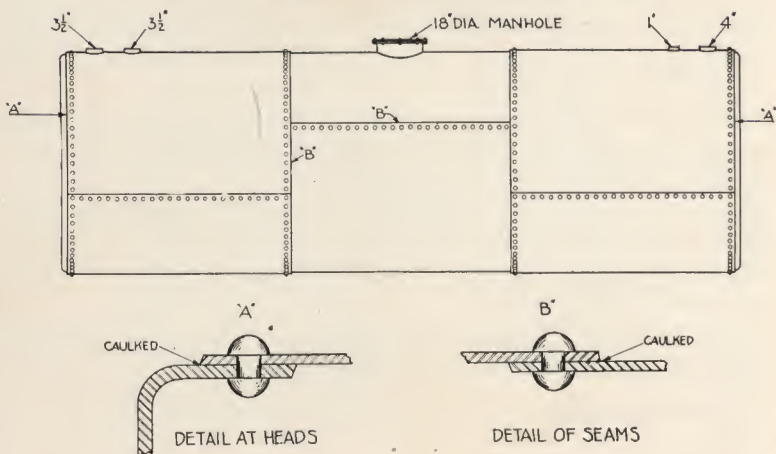 3½"
3½"
18" DIA. MANHOLE
1"
4"
"A"
"B"
"B"
"A"
"A"
"B"
CAULKED
CAULKED
DETAIL AT HEADS
DETAIL OF SEAMS